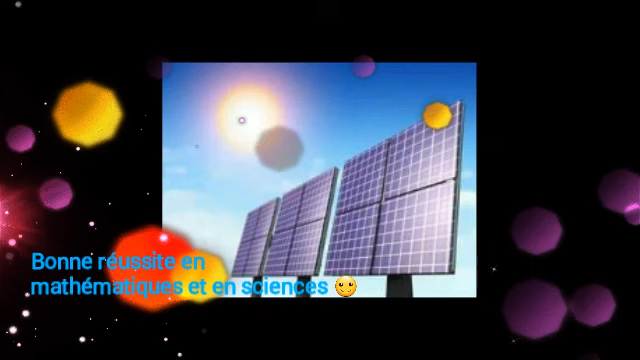 Bonne réussite en
mathématiques et en sciences 🙂